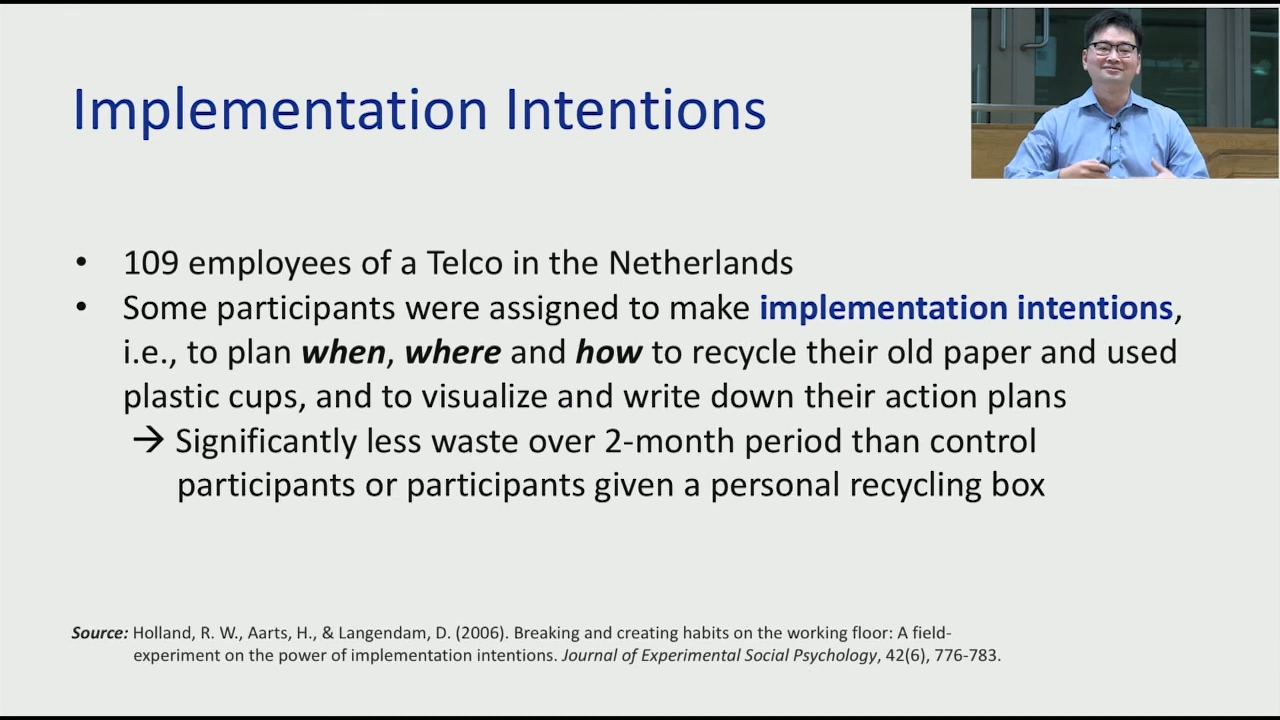 Implementation Intentions
• 109 employees of a Telco in the Netherlands
• Some participants were assigned to make implementation intentions,
i.e., to plan when, where and how to recycle their old paper and used
plastic cups, and to visualize and write down their action plans
→ Significantly less waste over 2-month period than control
participants or participants given a personal recycling box
Source: Holland, R. W., Aarts, H., & Langendam, D. (2006). Breaking and creating habits on the working floor: A field-
experiment on the power of implementation intentions. Journal of Experimental Social Psychology, 42(6), 776-783.